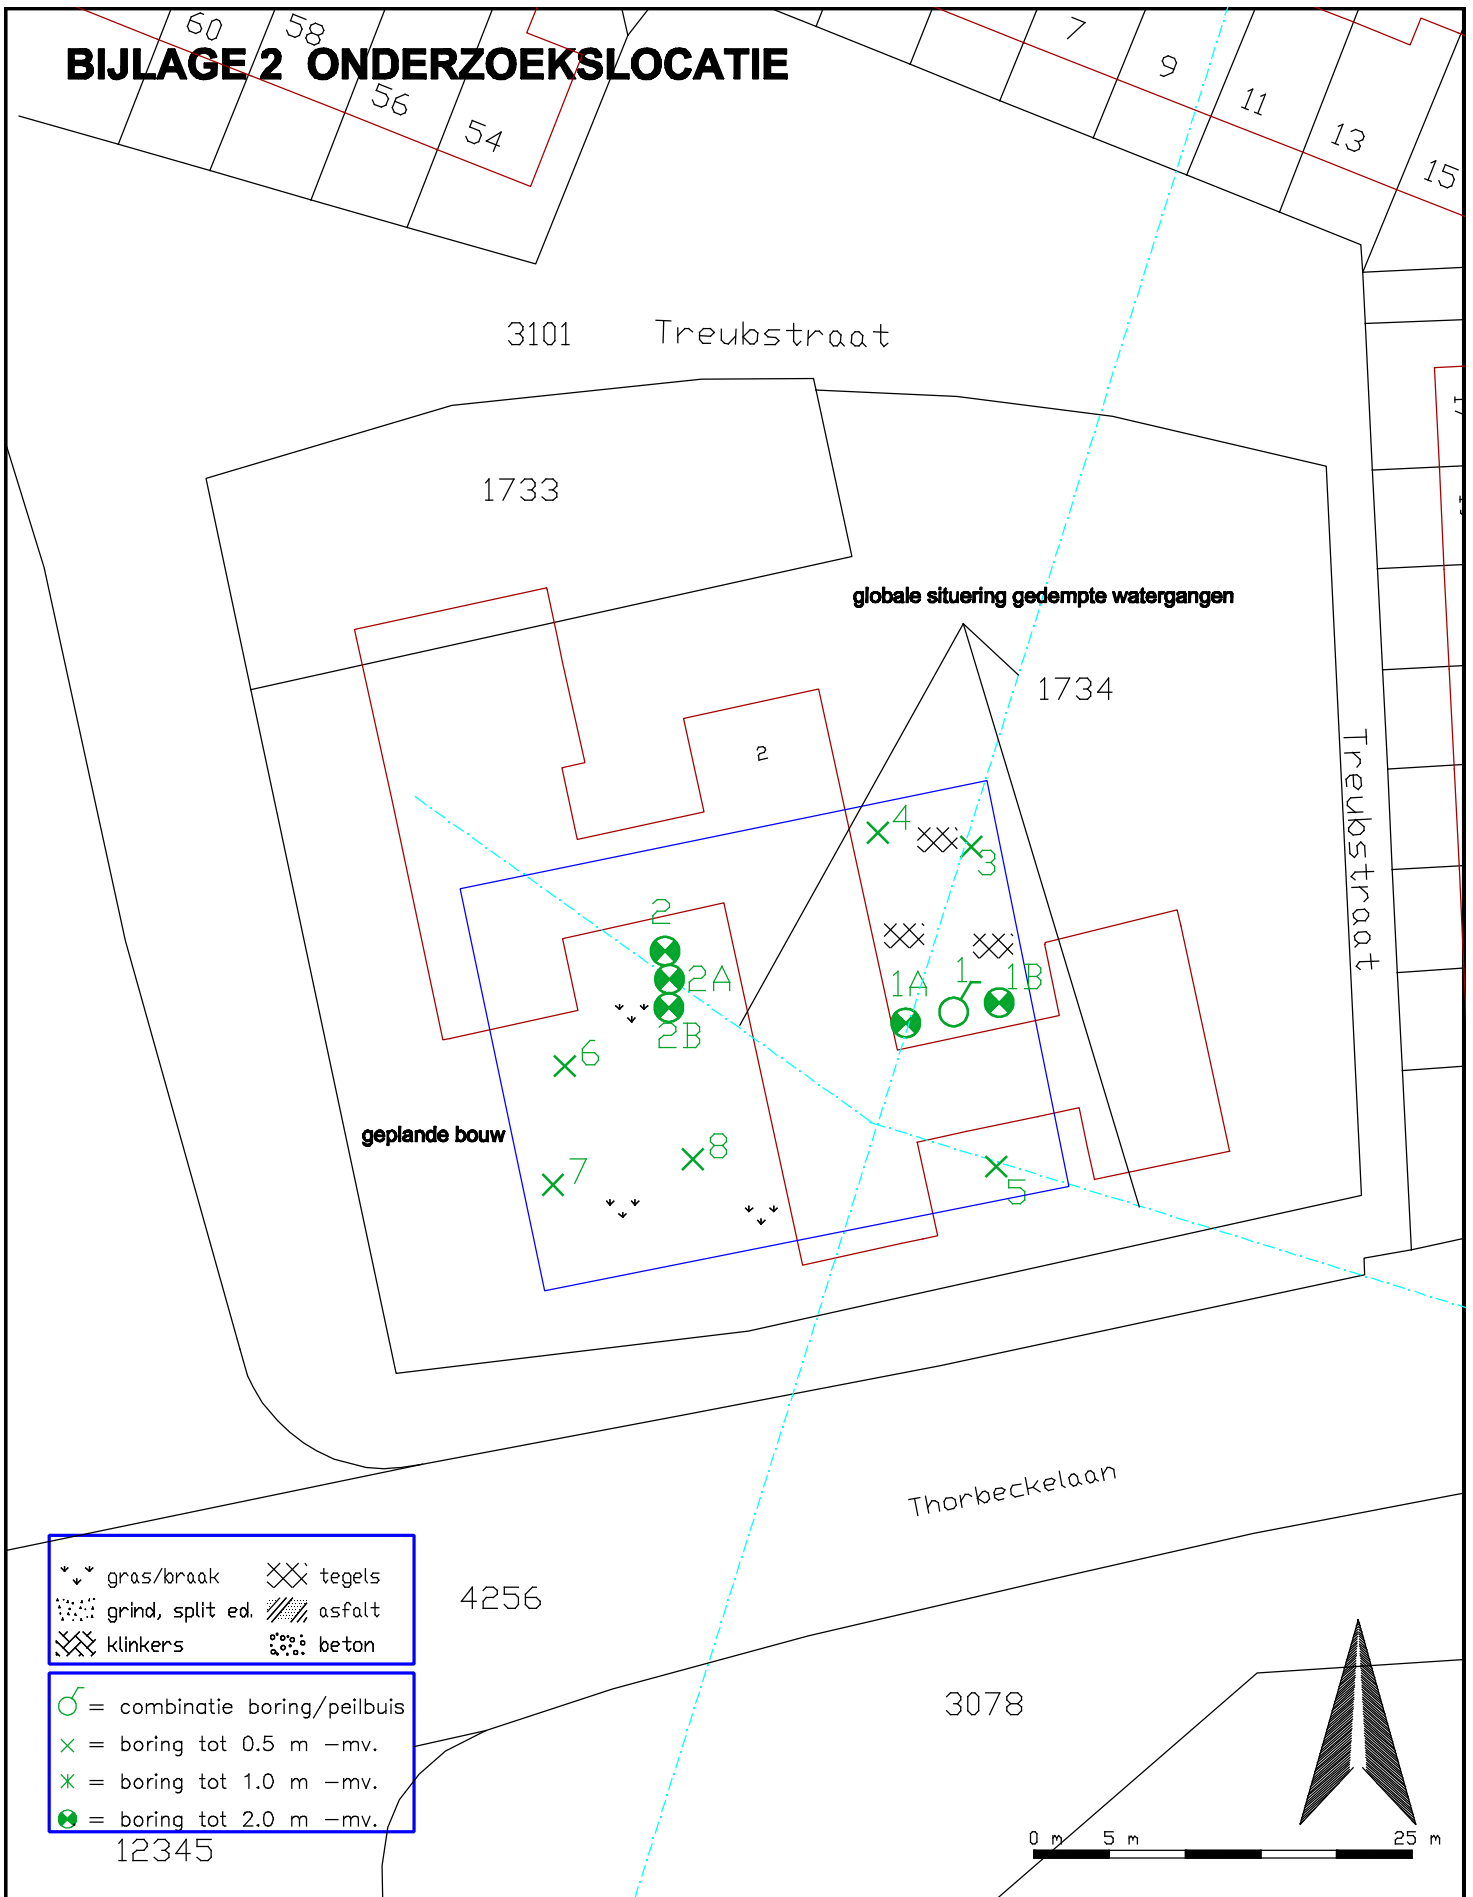 60
58
BIJLAGE 2 ONDERZOEKSLOCATIE
56
54
7
9
11
13
15
3101
Treubstraat
1733
globale situering gedempte watergangen
1734
2
Treubstraat
4
3
2
2A
2B
1A
1
1B
6
geplande bouw
8
7
5
Thorbeckelaan
4256
3078
gras/braak
tegels
grind, split ed.
asfalt
klinkers
beton
= combinatie boring/peilbuis
= boring tot 0.5 m -mv.
= boring tot 1.0 m -mv.
= boring tot 2.0 m -mv.
12345
0 m
5 m
25 m